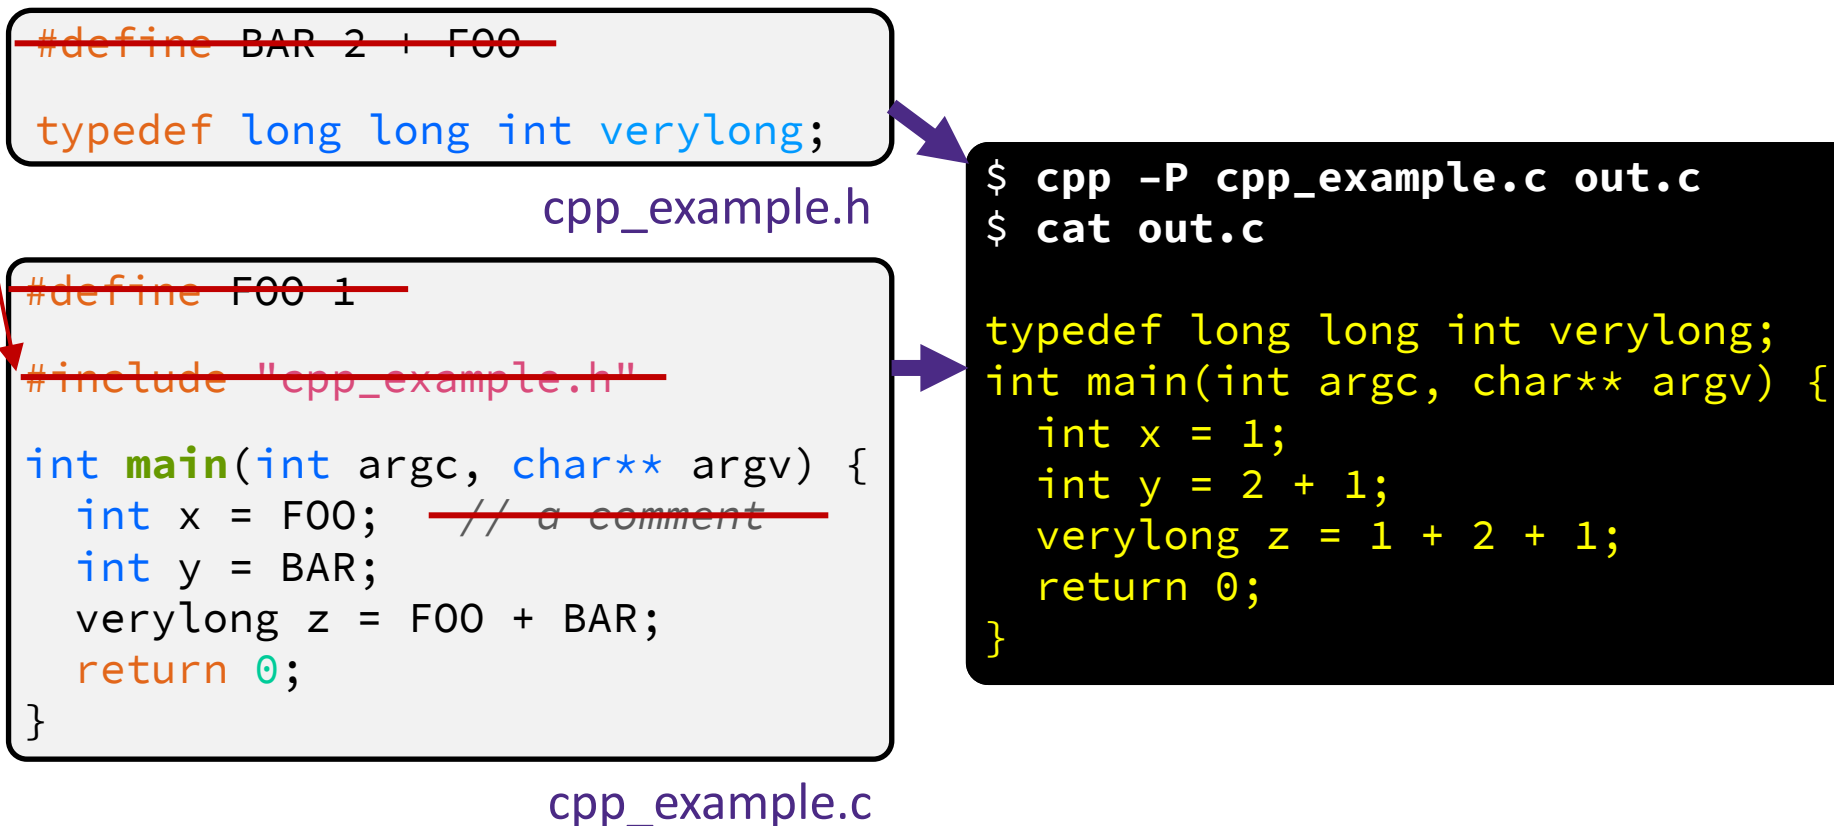 #define BAR 2 + FOO
typedef long long int verylong;
cpp_example.h
#define FOO 1
#include "cpp_example.h"
int main(int argc, char** argv) {
  int x = FOO;   // a comment
  int y = BAR;
  verylong z = FOO + BAR;
  return 0;
}
cpp_example.c
$ cpp –P cpp_example.c out.c
$ cat out.c
typedef long long int verylong;
int main(int argc, char** argv) {
  int x = 1;
  int y = 2 + 1;
  verylong z = 1 + 2 + 1;
  return 0;
}